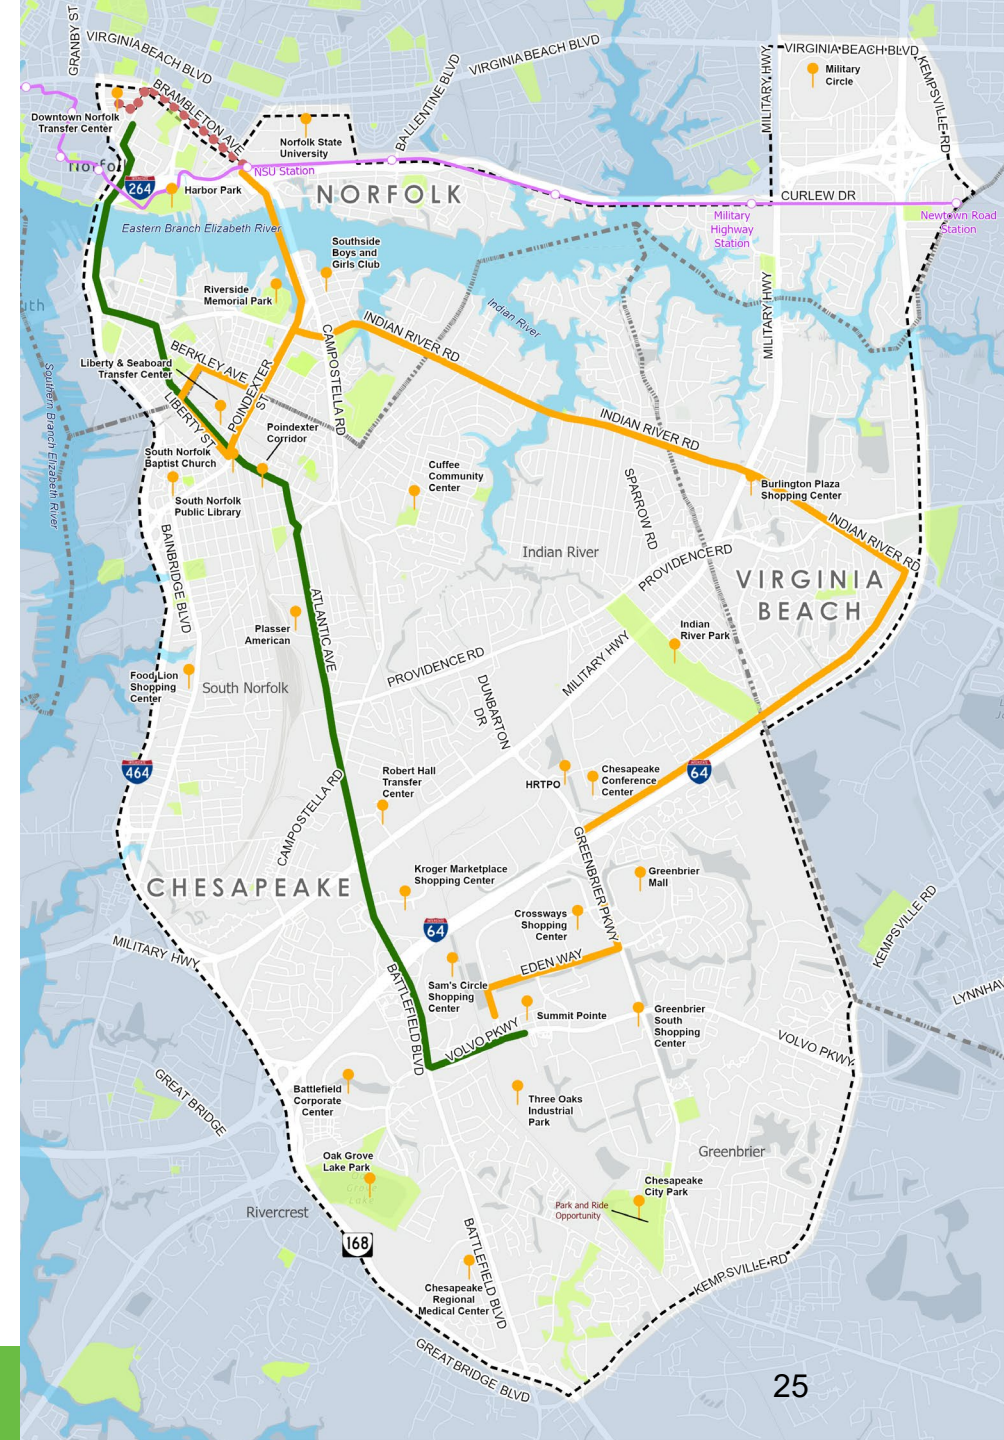 GRANBY ST
VIRGINIA BEACH BLVD
VIRGINIA BEACH BLVD
BALLENTINE BLVD
MILITARY HWY
VIRGINIA BEACH BLVD
KEMPSVILLE RD
Military
Circle
BRAMBLETON AVE
Downtown Norfolk
Transfer Center
Norfolk State
University
NSU Station
264
Harbor Park
NORFOLK
CURLEW DR
Military
Highway
Station
Newtown Road
Station
Eastern Branch Elizabeth River
Southside
Boys and
Girls Club
Riverside
Memorial Park
MILITARY HWY
Indian River
INDIAN RIVER RD
CAMPOSTELLA RD
BERKLEY AVE
Liberty & Seaboard
Transfer Center
POINDEXTER
ST
LIBERTY ST
Southern Branch Elizabeth River
INDIAN RIVER RD
Poindexter
Corridor
South Norfolk
Baptist Church
Cuffee
Community
Center
Burlington Plaza
Shopping Center
South Norfolk
Public Library
SPARROW RD
INDIAN RIVER RD
BAINBRIDGE BLVD
Indian River
PROVIDENCE RD
VIRGINIA
BEACH
ATLANTIC AVE
Plasser
American
Indian
River Park
PROVIDENCE RD
MILITARY HWY
Food Lion
Shopping
Center
South Norfolk
DUNBARTON
DR
464
Robert Hall
Transfer
Center
HRTPO
Chesapeake
Conference
Center
64
CAMPOSTELLA RD
GREENBRIER PKWY
CHESAPEAKE
Kroger Marketplace
Shopping Center
Greenbrier
Mall
Crossways
Shopping
Center
64
KEMPSVILLE RD
MILITARY HWY
EDEN WAY
BATTLEFIELD BLVD
Sam's Circle
Shopping
Center
Summit Pointe
Greenbrier
South
Shopping
Center
VOLVO PKWY
VOLVO PKWY
GREAT BRIDGE
Battlefield
Corporate
Center
Three Oaks
Industrial
Park
Greenbrier
Oak Grove
Lake Park
Chesapeake
City Park
Park and Ride
Opportunity
Rivercrest
168
BATTLEFIELD BLVD
KEMPSVILLE RD
Chesapeake
Regional
Medical Center
GREAT BRIDGE BLVD
25